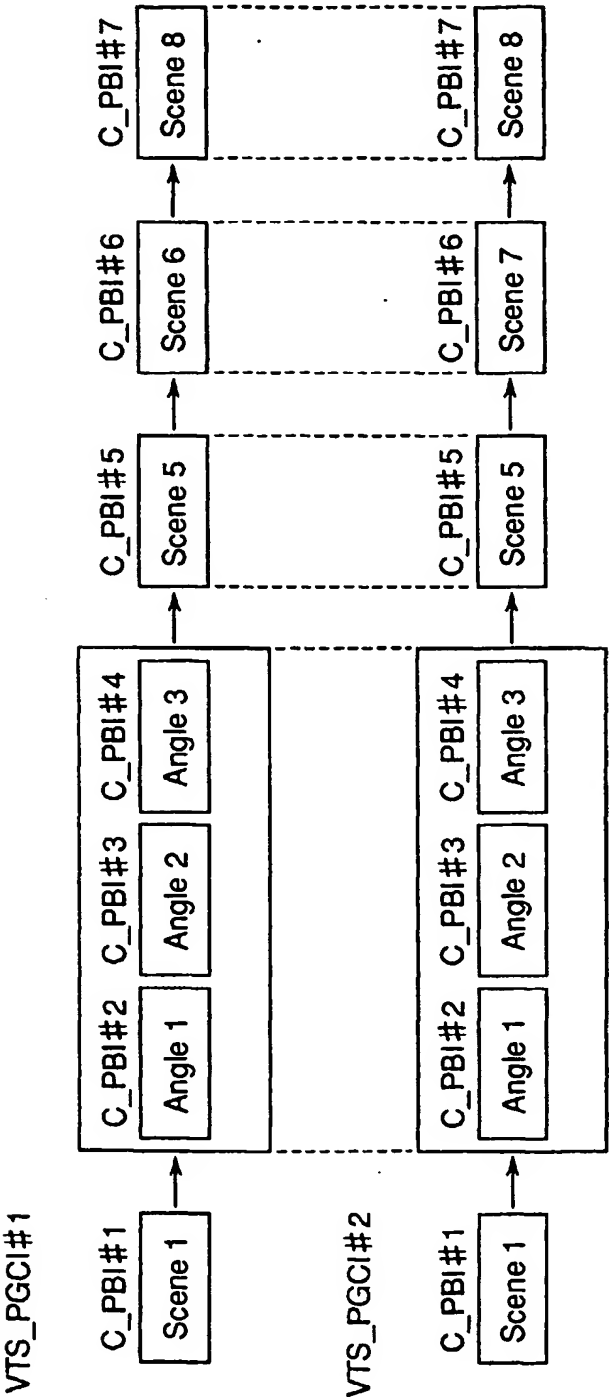 VTS_PGCI#1
C_PBI#1
Scene 1
C_PBI#2
Angle 1
C_PBI#3
Angle 2
C_PBI#4
Angle 3
C_PBI#5
Scene 5
C_PBI#6
Scene 6
C_PBI#7
Scene 8
VTS_PGCI#2
C_PBI#1
Scene 1
C_PBI#2
Angle 1
C_PBI#3
Angle 2
C_PBI#4
Angle 3
C_PBI#5
Scene 5
C_PBI#6
Scene 7
C_PBI#7
Scene 8